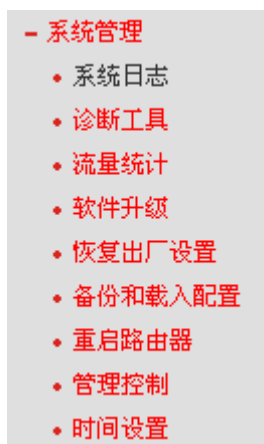 – 系统管理
• 系统日志
• 诊断工具
• 流量统计
• 软件升级
• 恢复出厂设置
• 备份和载入配置
• 重启路由器
• 管理控制
• 时间设置